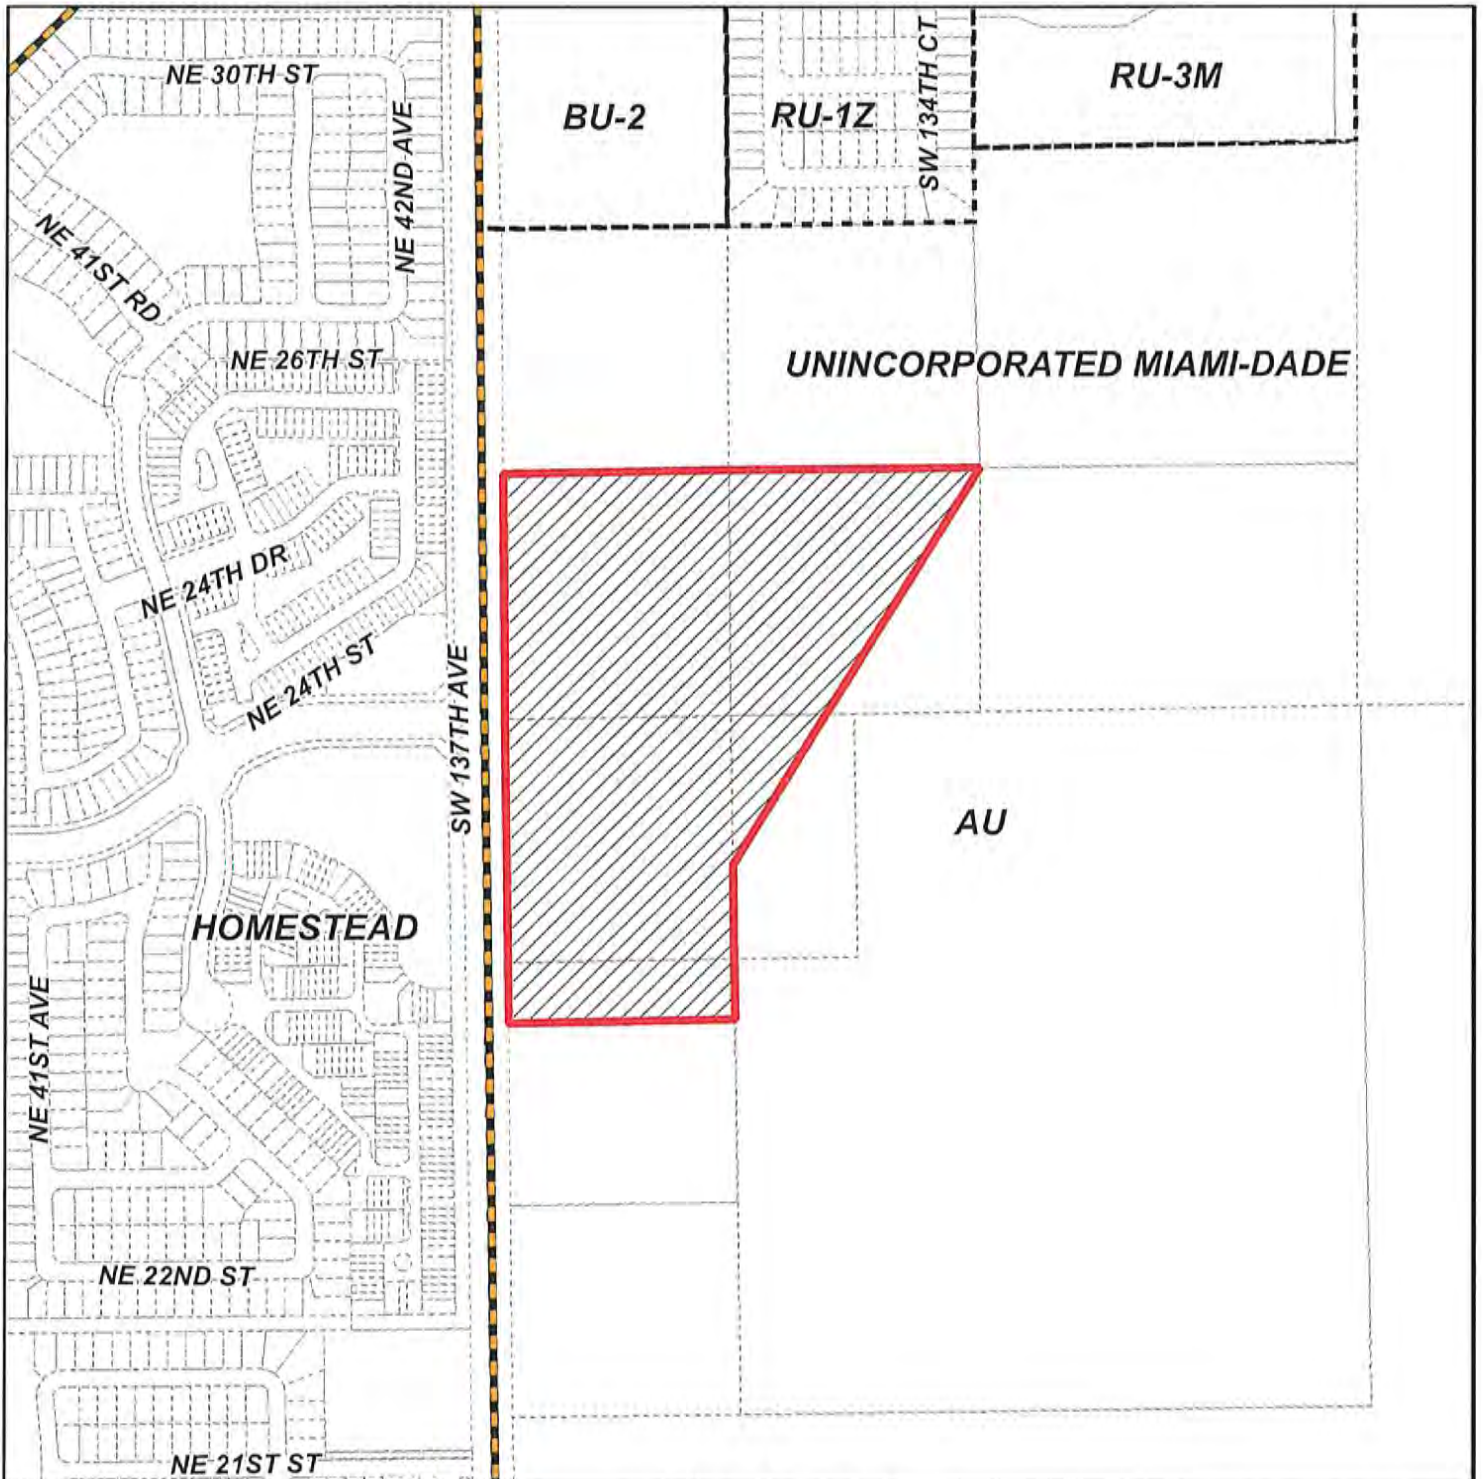 NE 30TH ST
NE 42ND AVE
BU-2
RU-1Z
SW 134TH CT
RU-3M
NE 41ST RD
NE 26TH ST
UNINCORPORATED MIAMI-DADE
NE 24TH DR
NE 24TH ST
SW 137TH AVE
AU
HOMESTEAD
NE 41ST AVE
NE 22ND ST
NE 21ST ST